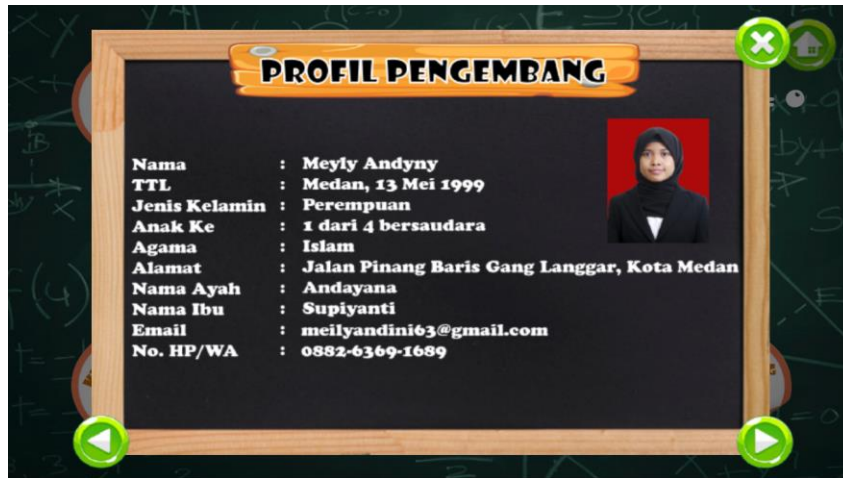 PROFIL PENGEMBANG
Nama : Meyly Andyny
TTL : Medan, 13 Mei 1999
Jenis Kelamin : Perempuan
Anak Ke : 1 dari 4 bersaudara
Agama : Islam
Alamat : Jalan Pinang Baris Gang Langgar, Kota Medan
Nama Ayah : Andayana
Nama Ibu : Supiyanti
Email : meilyandini63@gmail.com
No. HP/WA : 0882-6369-1689